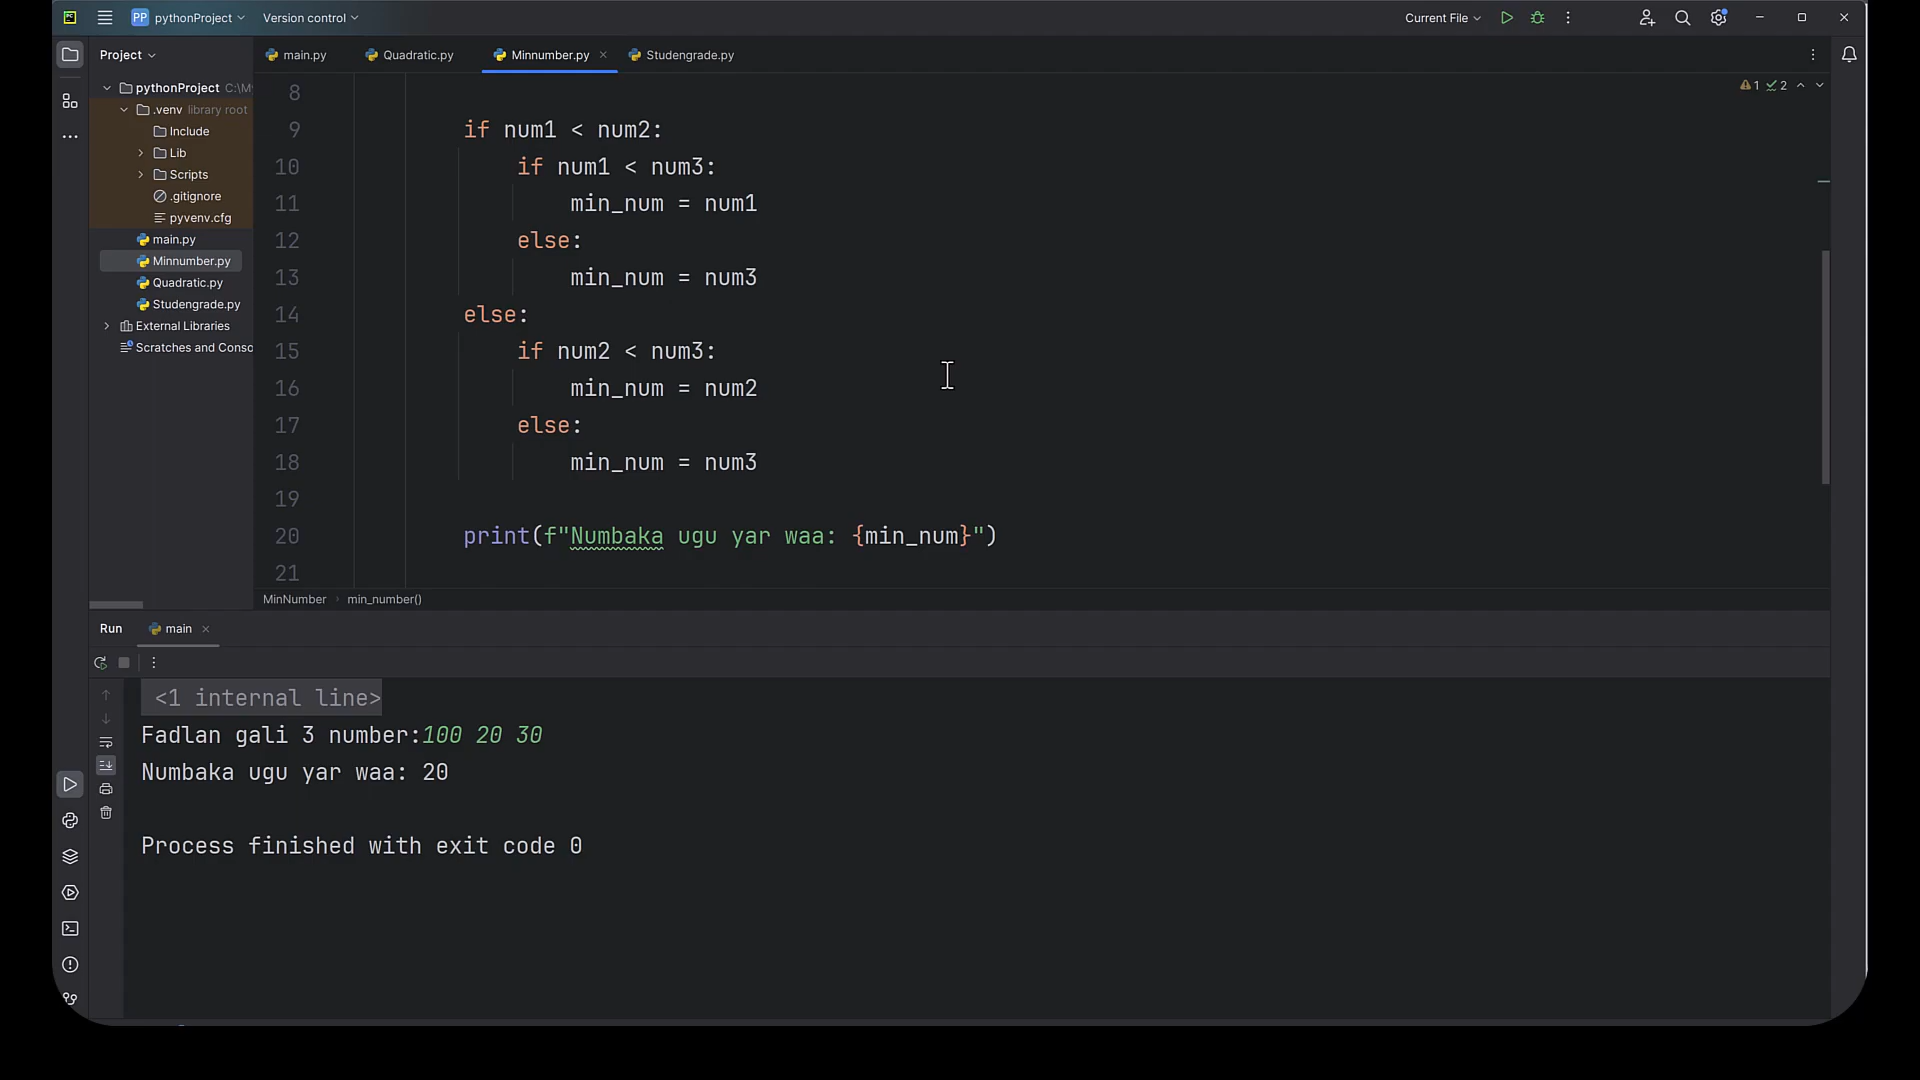 PP pythonProject Version control Current File
Project main.py Quadratic.py Minnumber.py Studengrade.py
pythonProject C:\M
.venv library root
Include
Lib
Scripts
.gitignore
pyvenv.cfg
main.py
Minnumber.py
Quadratic.py
Studengrade.py
External Libraries
Scratches and Conso
1 2
8
9 if num1 < num2:
10 if num1 < num3:
11 min_num = num1
12 else:
13 min_num = num3
14 else:
15 if num2 < num3:
16 min_num = num2
17 else:
18 min_num = num3
19
20 print(f"Numbaka ugu yar waa: {min_num}")
21
MinNumber › min_number()
Run main
<1 internal line>
Fadlan gali 3 number:100 20 30
Numbaka ugu yar waa: 20
Process finished with exit code 0